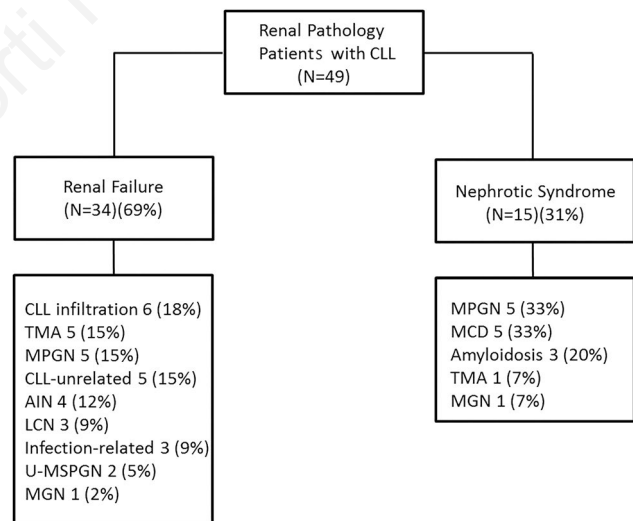 Renal Pathology
Patients with CLL
(N=49)
Renal Failure
(N=34)(69%)
Nephrotic Syndrome
(N=15)(31%)
CLL infiltration 6 (18%)
TMA 5 (15%)
MPGN 5 (15%)
CLL-unrelated 5 (15%)
AIN 4 (12%)
LCN 3 (9%)
Infection-related 3 (9%)
U-MSPGN 2 (5%)
MGN 1 (2%)
MPGN 5 (33%)
MCD 5 (33%)
Amyloidosis 3 (20%)
TMA 1 (7%)
MGN 1 (7%)